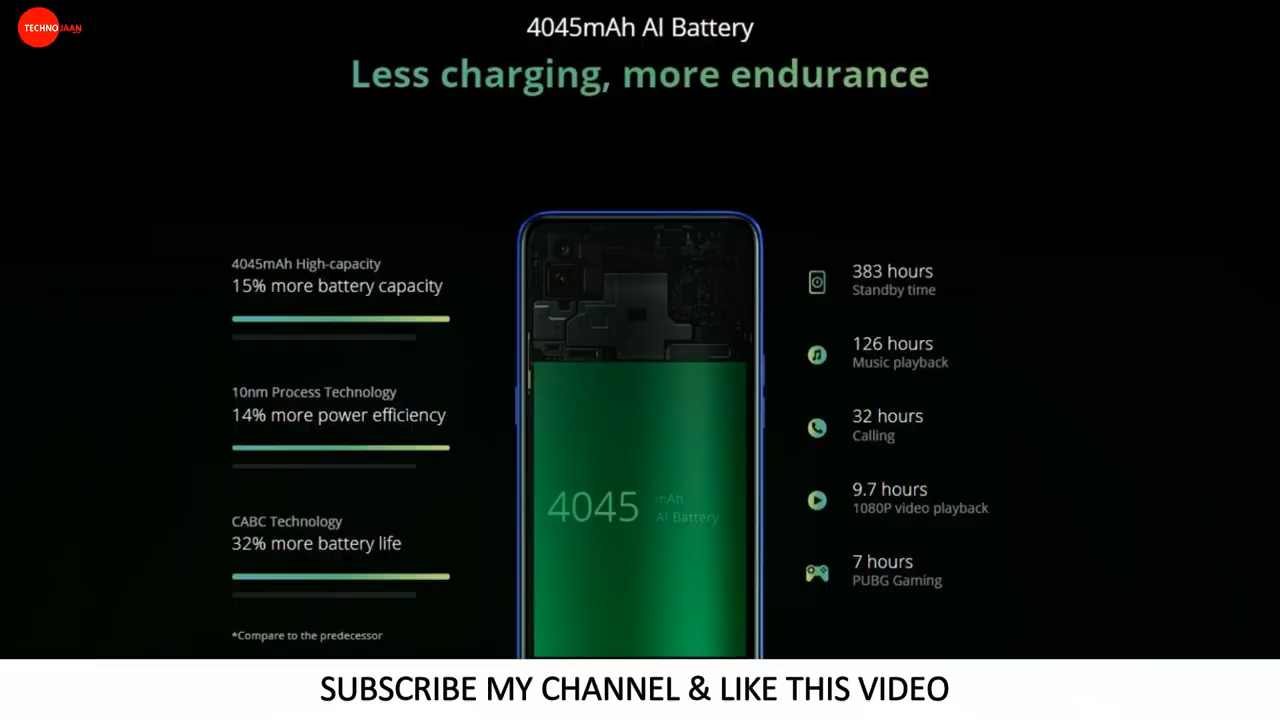 TECHNOJAAN
4045mAh AI Battery
Less charging, more endurance
4045mAh High-capacity
15% more battery capacity
10nm Process Technology
14% more power efficiency
CABC Technology
32% more battery life
*Compare to the predecessor
4045 mAh
AI Battery
383 hours
Standby time
126 hours
Music playback
32 hours
Calling
9.7 hours
1080P video playback
7 hours
PUBG Gaming
SUBSCRIBE MY CHANNEL & LIKE THIS VIDEO